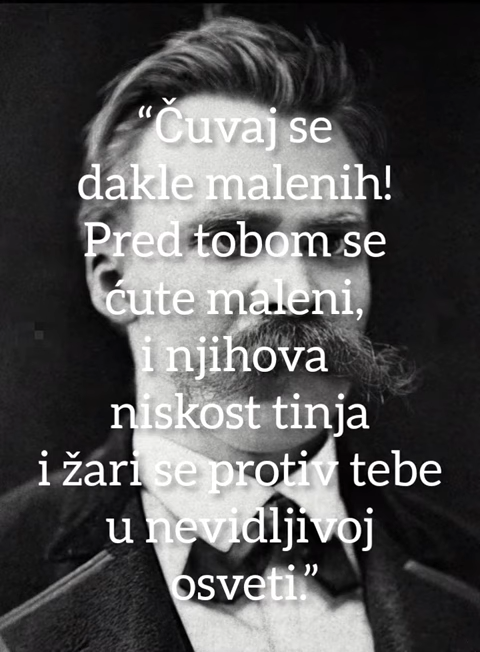 “Čuvaj se
dakle malenih!
Pred tobom se
ćute maleni,
i njihova
niskost tinja
i žari se protiv tebe
u nevidljivoj
osveti.”